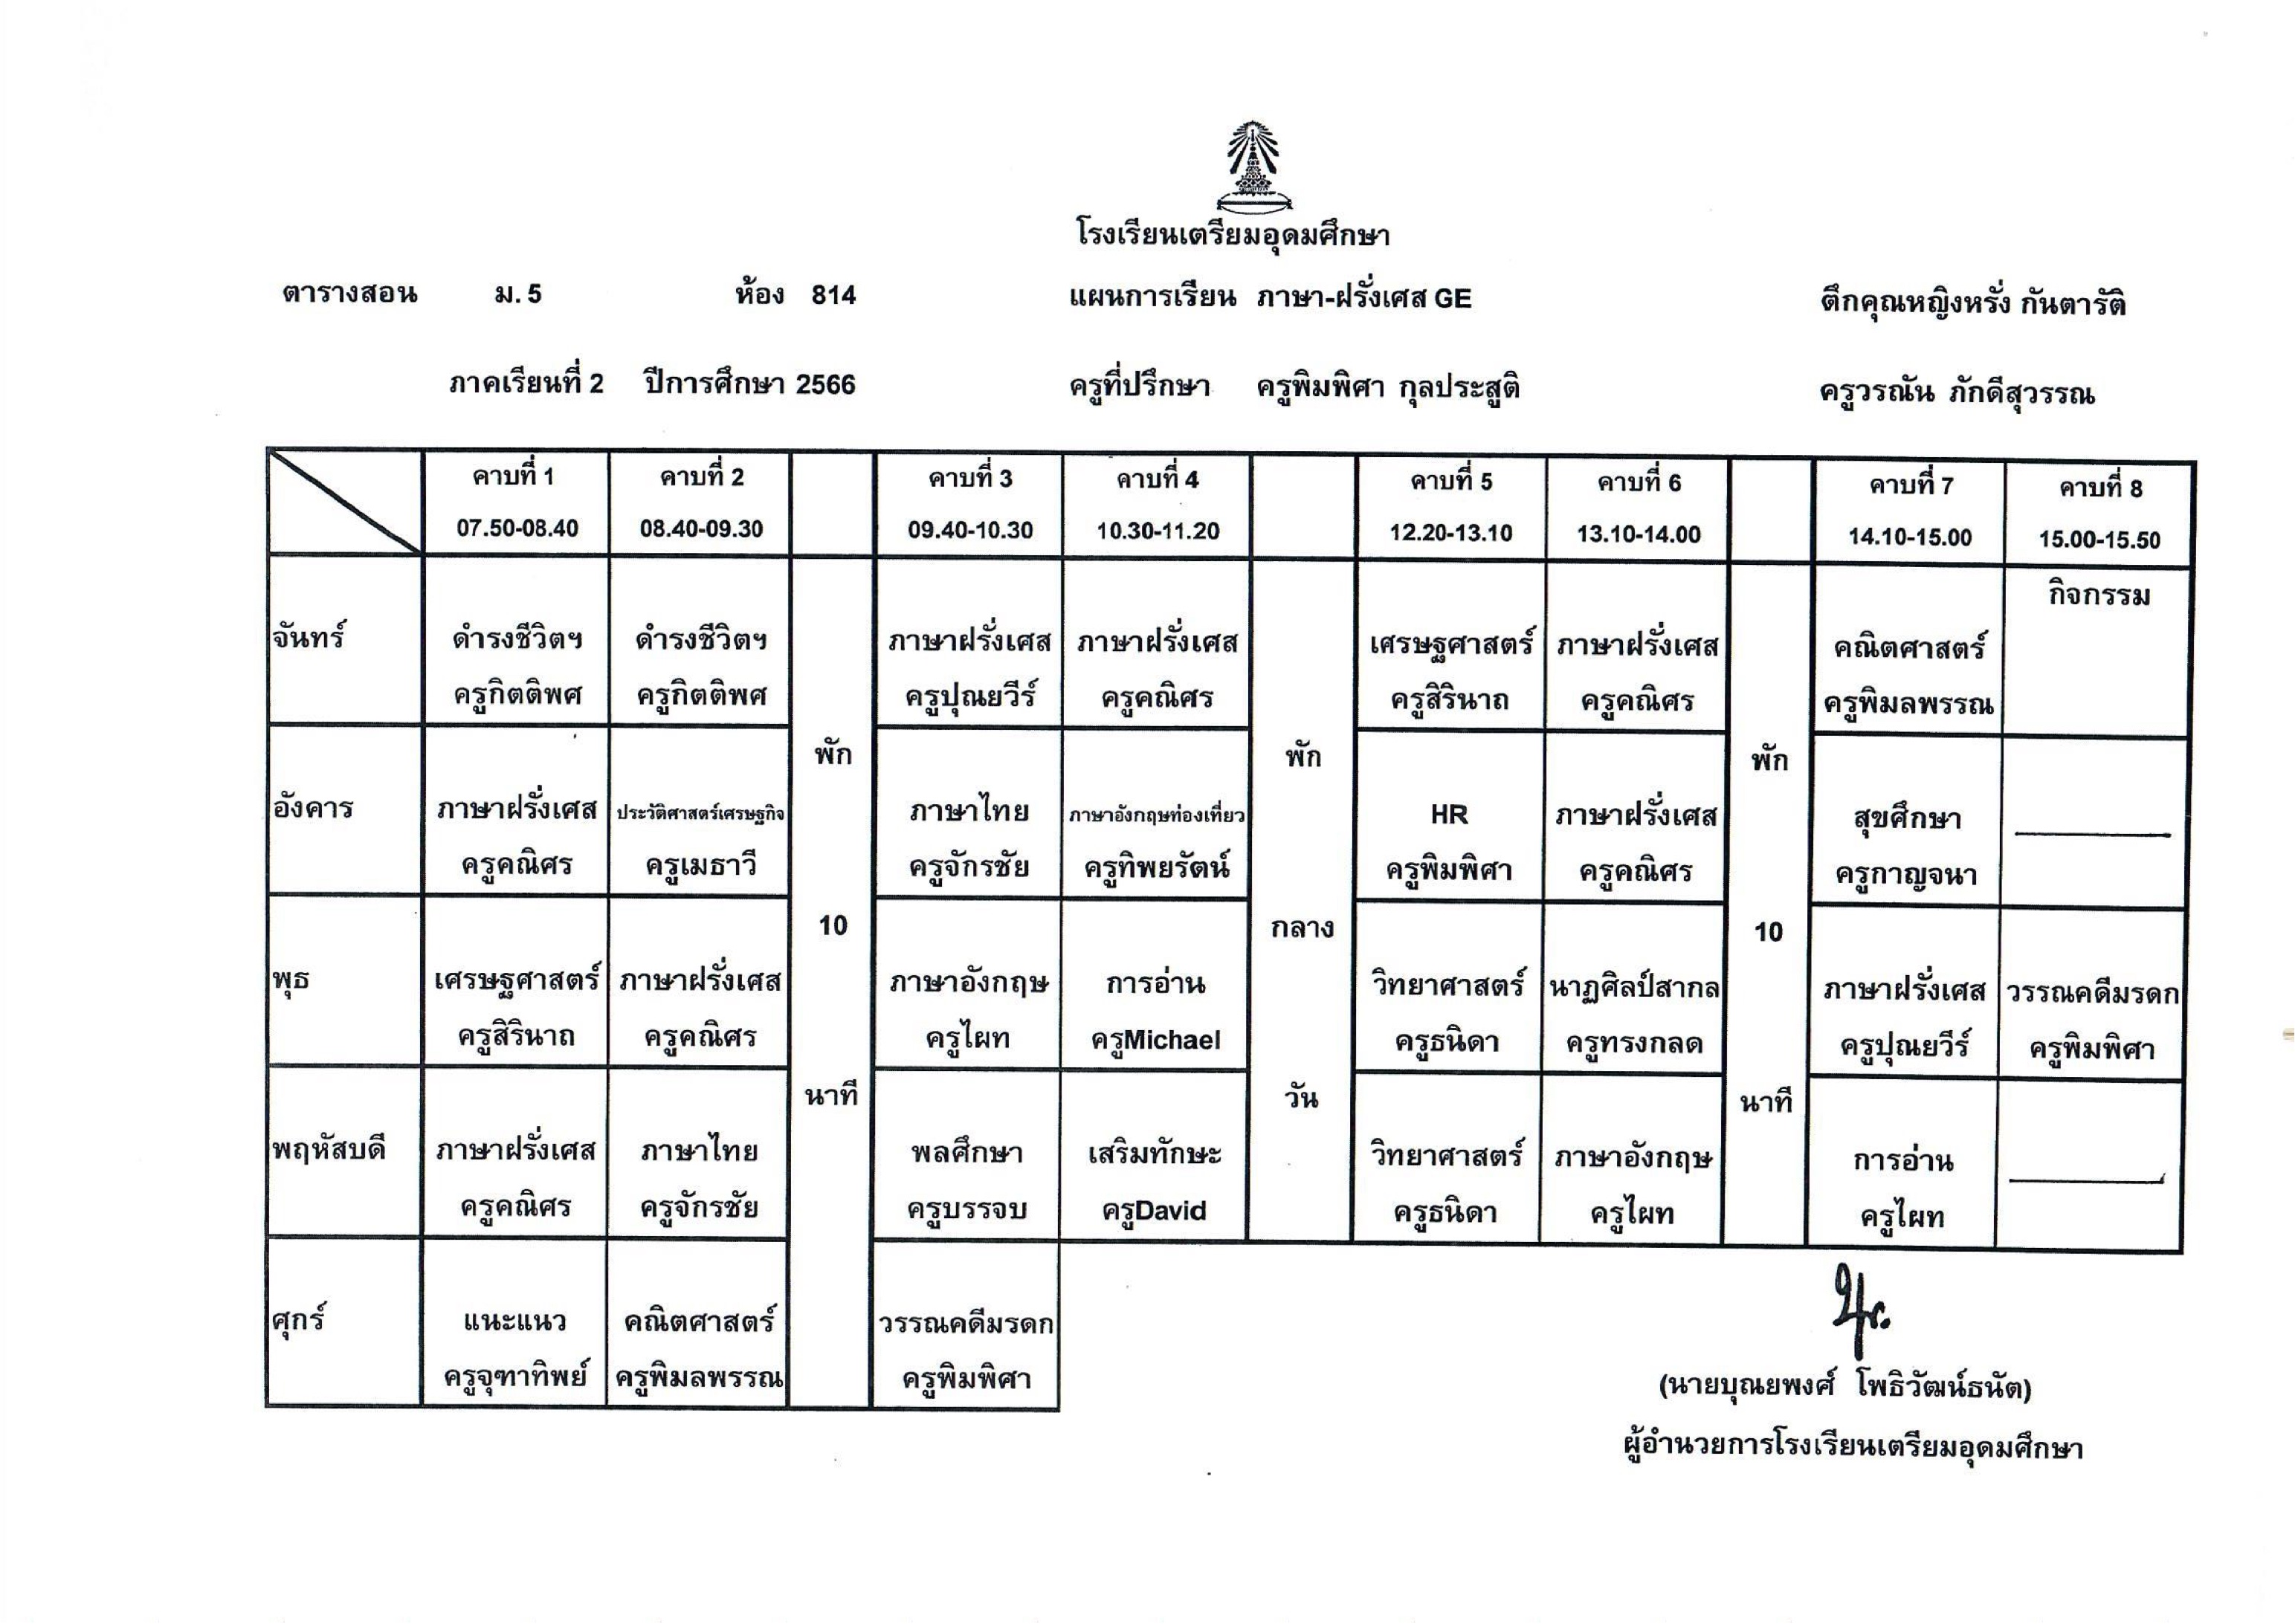 โรงเรียนเตรียมอุดมศึกษา
ตารางสอน ม. 5 ห้อง 814 แผนการเรียน ภาษา-ฝรั่งเศส GE ตึกคุณหญิงหรั่ง กันตารัติ
ภาคเรียนที่ 2 ปีการศึกษา 2566 ครูที่ปรึกษา ครูพิมพิศา กุลประสูติ ครูวรณัน ภักดีสุวรรณ
คาบที่ 1 คาบที่ 2 คาบที่ 3 คาบที่ 4 คาบที่ 5 คาบที่ 6 คาบที่ 7 คาบที่ 8
07.50-08.40 08.40-09.30 09.40-10.30 10.30-11.20 12.20-13.10 13.10-14.00 14.10-15.00 15.00-15.50
กิจกรรม
จันทร์ ดำรงชีวิตฯ ดำรงชีวิตฯ ภาษาฝรั่งเศส ภาษาฝรั่งเศส เศรษฐศาสตร์ ภาษาฝรั่งเศส คณิตศาสตร์
ครูกิตติพศ ครูกิตติพศ ครูปุณยวีร์ ครูคณิศร ครูสิรินาถ ครูคณิศร ครูพิมลพรรณ
พัก พัก พัก
อังคาร ภาษาฝรั่งเศส ประวัติศาสตร์เศรษฐกิจ ภาษาไทย ภาษาอังกฤษท่องเที่ยว HR ภาษาฝรั่งเศส สุขศึกษา
ครูคณิศร ครูเมธาวี ครูจักรชัย ครูทิพยรัตน์ ครูพิมพิศา ครูคณิศร ครูกาญจนา
10 กลาง 10
พุธ เศรษฐศาสตร์ ภาษาฝรั่งเศส ภาษาอังกฤษ การอ่าน วิทยาศาสตร์ นาฏศิลป์สากล ภาษาฝรั่งเศส วรรณคดีมรดก
ครูสิรินาถ ครูคณิศร ครูไผท ครูMichael ครูธนิดา ครูทรงกลด ครูปุณยวีร์ ครูพิมพิศา
นาที วัน นาที
พฤหัสบดี ภาษาฝรั่งเศส ภาษาไทย พลศึกษา เสริมทักษะ วิทยาศาสตร์ ภาษาอังกฤษ การอ่าน
ครูคณิศร ครูจักรชัย ครูบรรจบ ครูDavid ครูธนิดา ครูไผท ครูไผท
ศุกร์ แนะแนว คณิตศาสตร์ วรรณคดีมรดก
ครูจุฑาทิพย์ ครูพิมลพรรณ ครูพิมพิศา
(นายบุณยพงศ์ โพธิวัฒน์ธนัต)
ผู้อำนวยการโรงเรียนเตรียมอุดมศึกษา